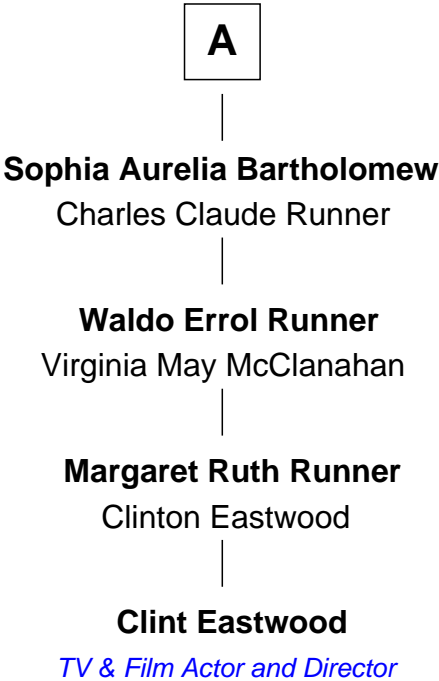 A
Sophia Aurelia Bartholomew
Charles Claude Runner
Waldo Errol Runner
Virginia May McClanahan
Margaret Ruth Runner
Clinton Eastwood
Clint Eastwood
TV & Film Actor and Director